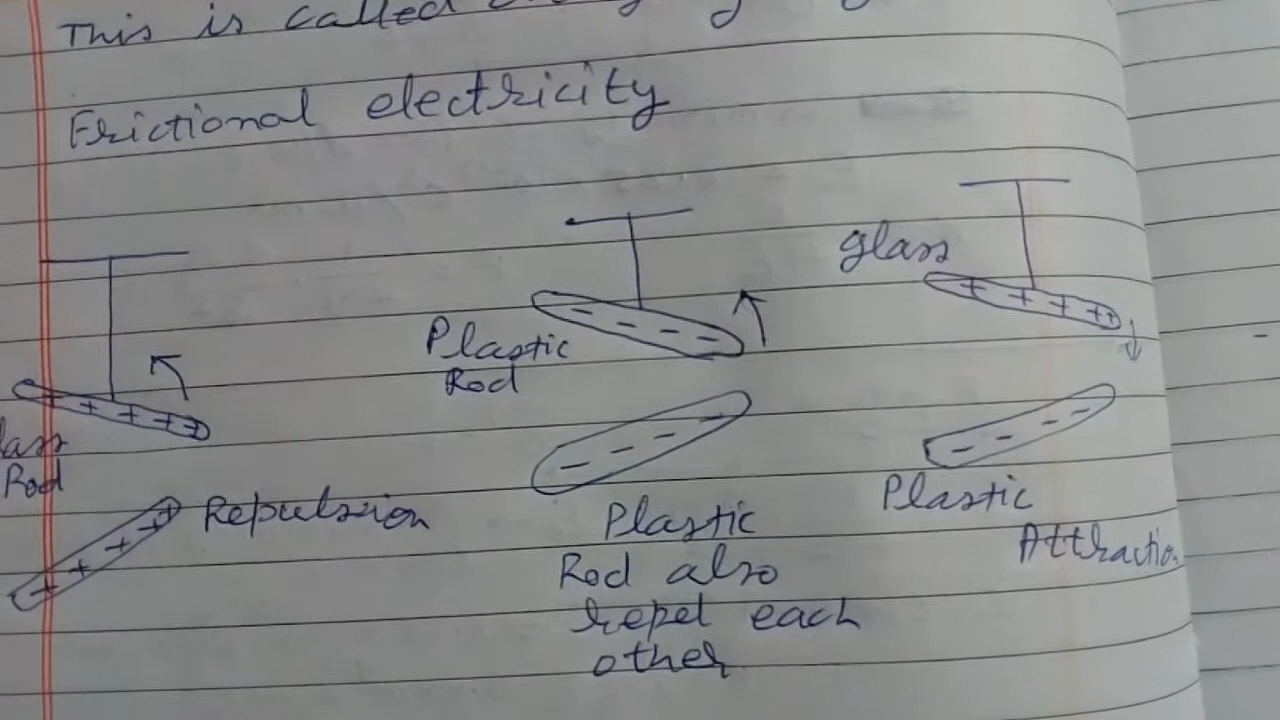 This is called
Frictional electricity
glass
Plastic
Rod
Rod
Repulsion
Plastic
Rod also
repel each
other
Plastic
Attraction